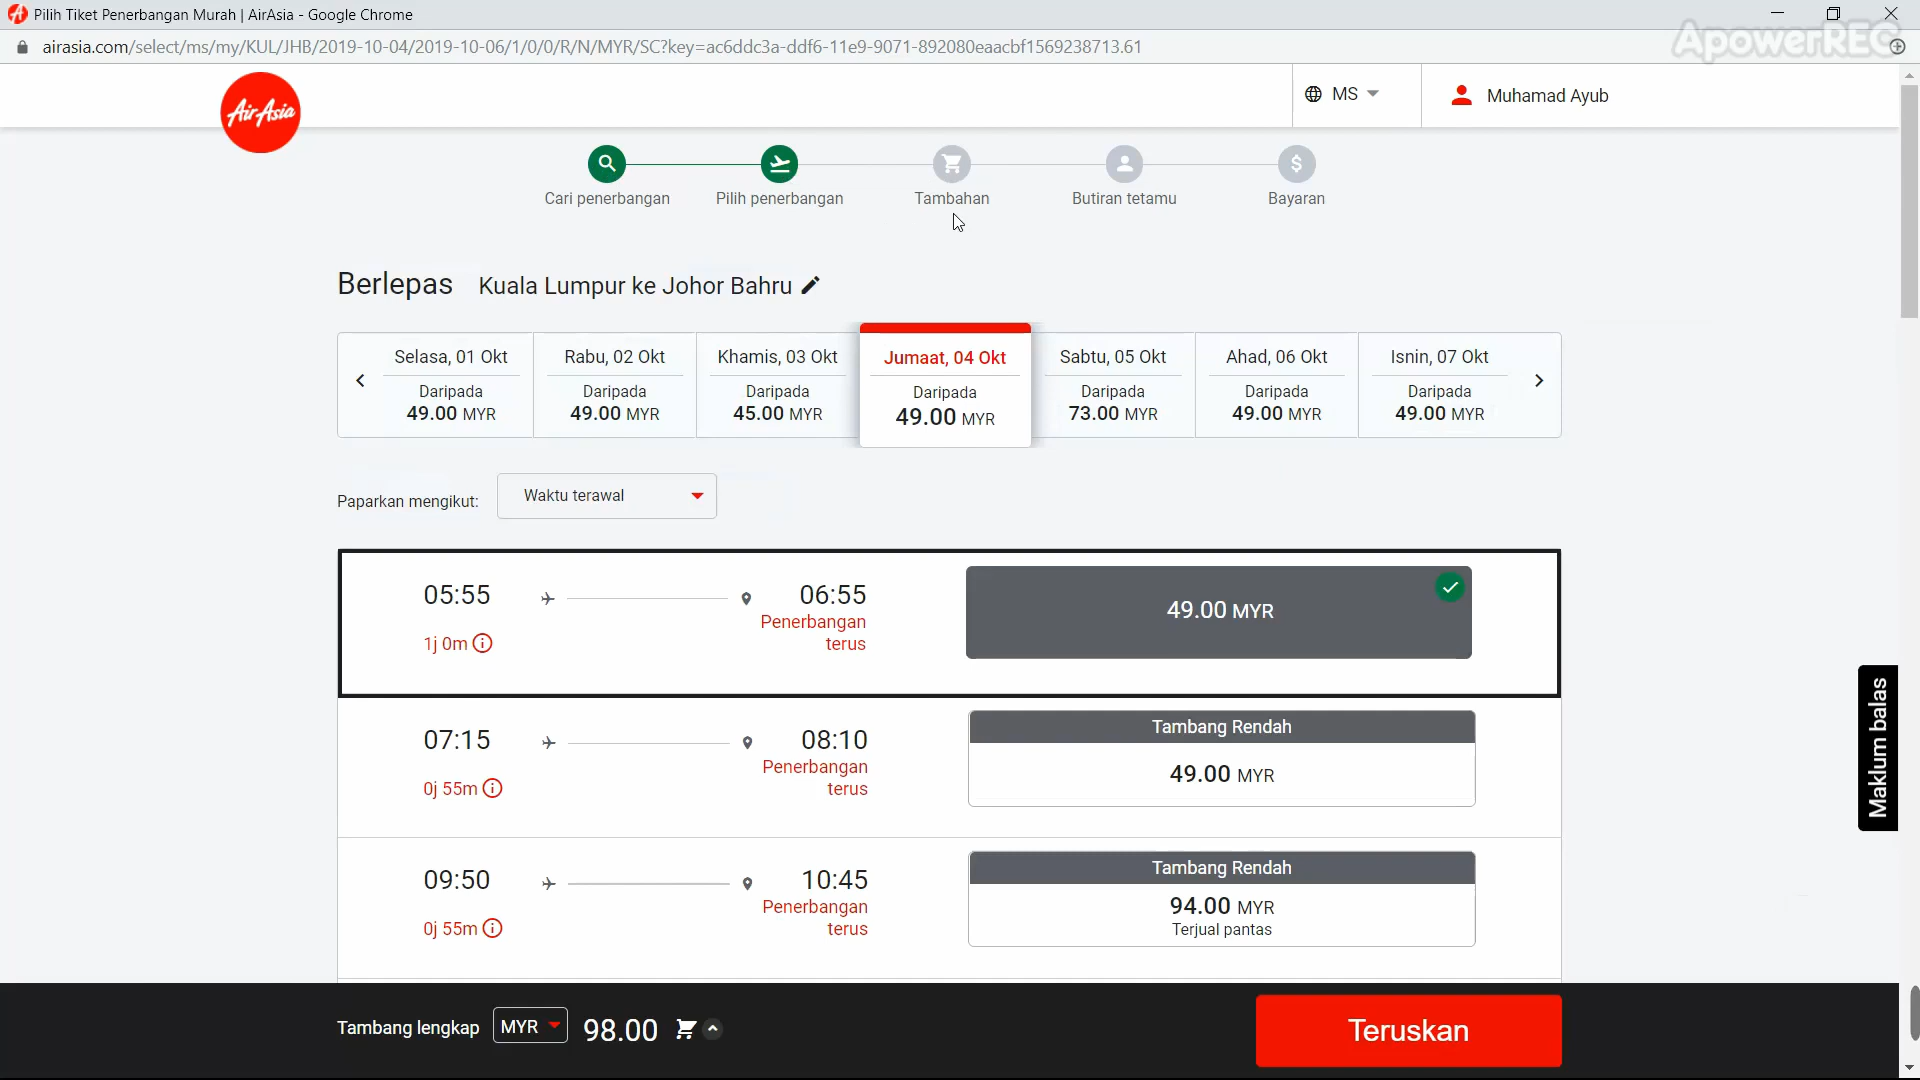 Pilih Tiket Penerbangan Murah | AirAsia - Google Chrome
airasia.com/select/ms/my/KUL/JHB/2019-10-04/2019-10-06/1/0/0/R/N/MYR/SC?key=ac6ddc3a-ddf6-11e9-9071-892080eaacbf1569238713.61
ApowerREC
AirAsia
MS
Muhamad Ayub
Cari penerbangan
Pilih penerbangan
Tambahan
Butiran tetamu
Bayaran
Berlepas Kuala Lumpur ke Johor Bahru
Selasa, 01 Okt
Daripada
49.00 MYR
Rabu, 02 Okt
Daripada
49.00 MYR
Khamis, 03 Okt
Daripada
45.00 MYR
Jumaat, 04 Okt
Daripada
49.00 MYR
Sabtu, 05 Okt
Daripada
73.00 MYR
Ahad, 06 Okt
Daripada
49.00 MYR
Isnin, 07 Okt
Daripada
49.00 MYR
Paparkan mengikut: Waktu terawal
05:55
1j 0m
06:55
Penerbangan
terus
49.00 MYR
07:15
0j 55m
08:10
Penerbangan
terus
Tambang Rendah
49.00 MYR
09:50
0j 55m
10:45
Penerbangan
terus
Tambang Rendah
94.00 MYR
Terjual pantas
Maklum balas
Tambang lengkap MYR 98.00
Teruskan